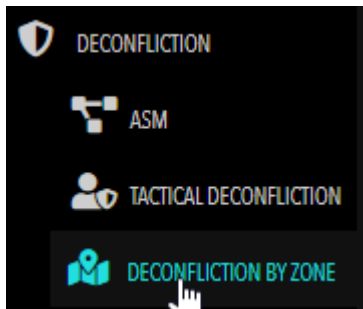 DECONFLICTION
ASM
TACTICAL DECONFLICTION
DECONFLICTION BY ZONE